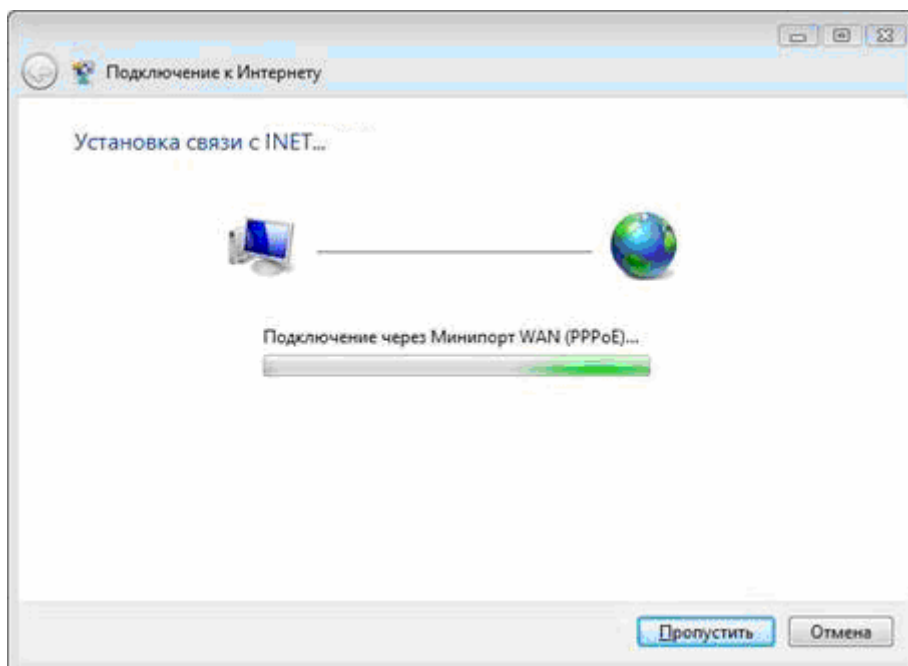 Подключение к Интернету
Установка связи с INET...
Подключение через Минипорт WAN (PPPoE)...
Пропустить
Отмена